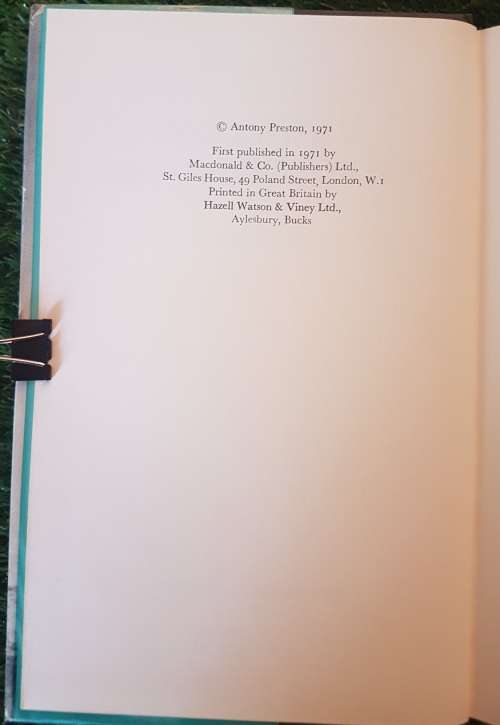 © Antony Preston, 1971
First published in 1971 by
Macdonald & Co. (Publishers) Ltd.,
St. Giles House, 49 Poland Street, London, W.1
Printed in Great Britain by
Hazell Watson & Viney Ltd.,
Aylesbury, Bucks